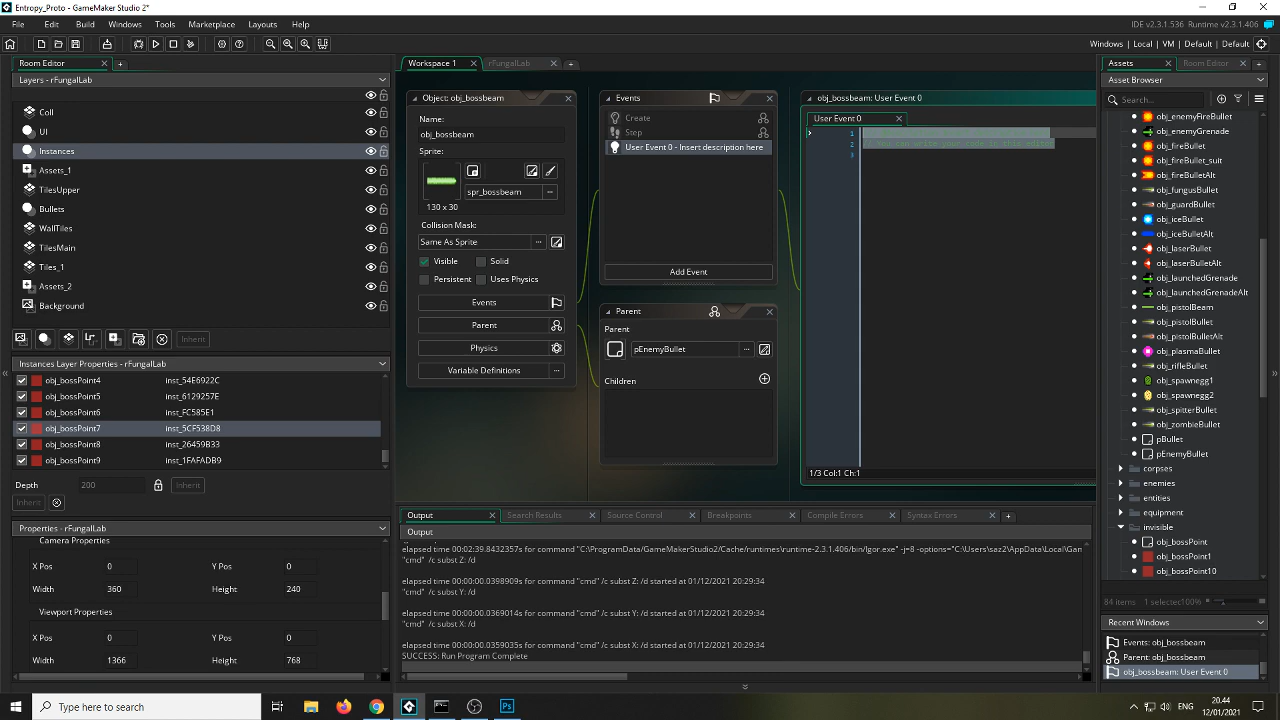 Entropy_Proto - GameMaker Studio 2*
File Edit Build Windows Tools Marketplace Layouts Help
IDE v2.3.1.536 Runtime v2.3.1.406
Windows | Local | VM | Default | Default
Room Editor
Layers - rFungalLab
Coll
UI
Instances
Assets_1
TilesUpper
Bullets
WallTiles
TilesMain
Tiles_1
Assets_2
Background
Inherit
Instances Layer Properties - rFungalLab
obj_bossPoint4 inst_54E6922C
obj_bossPoint5 inst_6129257E
obj_bossPoint6 inst_FC585E1
obj_bossPoint7 inst_5CF538D8
obj_bossPoint8 inst_26459B33
obj_bossPoint9 inst_1FAFADB9
Depth 200 Inherit
Inherit
Properties - rFungalLab
Camera Properties
X Pos 0 Y Pos 0
Width 360 Height 240
Viewport Properties
X Pos 0 Y Pos 0
Width 1366 Height 768
Workspace 1 rFungalLab
Object: obj_bossbeam
Name:
obj_bossbeam
Sprite:
spr_bossbeam
130 x 30
Collision Mask:
Same As Sprite
Visible Solid
Persistent Uses Physics
Events
Parent
Physics
Variable Definitions
Events
Create
Step
User Event 0 - Insert description here
Add Event
Parent
Parent
pEnemyBullet
Children
obj_bossbeam: User Event 0
User Event 0
1
2 // You can write your code in this editor
3
1/3 Col:1 Ch:1
Output Search Results Source Control Breakpoints Compile Errors Syntax Errors
Output
elapsed time 00:02:39.8432357s for command "C:\ProgramData/GameMakerStudio2/Cache/runtimes\runtime-2.3.1.406/bin/Igor.exe" -j=8 -options="C:\Users\saz2\AppData\Local\Gan
"cmd" /c subst Z: /d
elapsed time 00:00:00.0398909s for command "cmd" /c subst Z: /d started at 01/12/2021 20:29:34
"cmd" /c subst Y: /d
elapsed time 00:00:00.0369014s for command "cmd" /c subst Y: /d started at 01/12/2021 20:29:34
"cmd" /c subst X: /d
elapsed time 00:00:00.0359035s for command "cmd" /c subst X: /d started at 01/12/2021 20:29:34
SUCCESS: Run Program Complete
Assets Room Editor
Asset Browser
Search...
obj_enemyFireBullet
obj_enemyGrenade
obj_fireBullet
obj_fireBullet_suit
obj_fireBulletAlt
obj_fungusBullet
obj_guardBullet
obj_iceBullet
obj_iceBulletAlt
obj_laserBullet
obj_laserBulletAlt
obj_launchedGrenade
obj_launchedGrenadeAlt
obj_pistolBeam
obj_pistolBullet
obj_pistolBulletAlt
obj_plasmaBullet
obj_rifleBullet
obj_spawnegg1
obj_spawnegg2
obj_spitterBullet
obj_zombieBullet
pBullet
pEnemyBullet
corpses
enemies
entities
equipment
invisible
obj_bossPoint
obj_bossPoint1
obj_bossPoint10
84 items 1 selected 100%
Recent Windows
Events: obj_bossbeam
Parent: obj_bossbeam
obj_bossbeam: User Event 0
Type here to search
Ps
ENG
20.44
12/01/2021